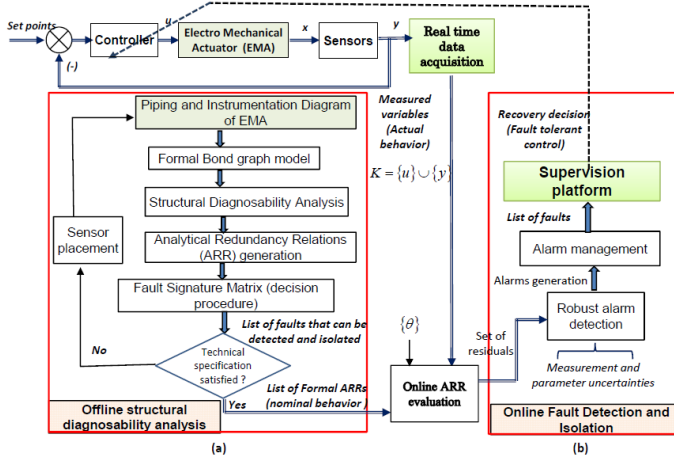 Set points
(-)
Controller
u
Electro Mechanical
Actuator (EMA)
x
Sensors
y
Real time
data
acquisition
Piping and Instrumentation Diagram
of EMA
Formal Bond graph model
Structural Diagnosability Analysis
Analytical Redundancy Relations
(ARR) generation
Fault Signature Matrix (decision
procedure)
Sensor
placement
List of faults that can be
detected and isolated
No
Technical
specification
satisfied ?
Yes
List of Formal ARRs
(nominal behavior )
Offline structural
diagnosability analysis
(a)
Measured
variables
(Actual
behavior)
K = {u} ∪ {y}
{θ}
Online ARR
evaluation
Set of
residuals
Recovery decision
(Fault tolerant
control)
Supervision
platform
List of faults
Alarm management
Alarms generation
Robust alarm
detection
Measurement and
parameter uncertainties
Online Fault Detection and
Isolation
(b)